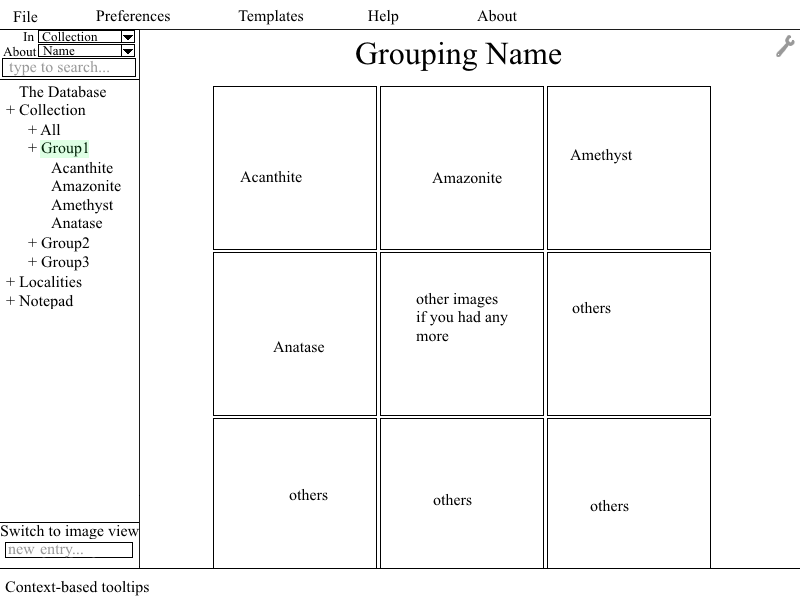 File Preferences Templates Help About
In Collection
About Name
type to search...
The Database
+ Collection
+ All
+ Group1
Acanthite
Amazonite
Amethyst
Anatase
+ Group2
+ Group3
+ Localities
+ Notepad
Switch to image view
new entry...
Grouping Name
Acanthite
Amazonite
Amethyst
Anatase
other images
if you had any
more
others
others
others
others
Context-based tooltips